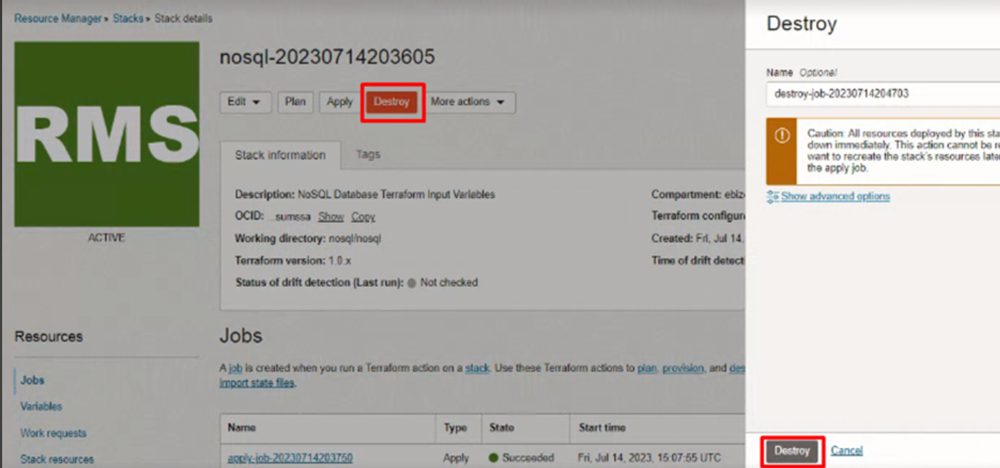 Resource Manager » Stacks » Stack details
RMS
ACTIVE
nosql-20230714203605
Edit Plan Apply Destroy More actions
Stack information Tags
Description: NoSQL Database Terraform Input Variables
OCID: ...sumssa Show Copy
Working directory: nosql/nosql
Terraform version: 1.0.x
Status of drift detection (Last run): Not checked
Compartment: ebiz
Terraform configur
Created: Fri, Jul 14,
Time of drift detect
Resources
Jobs
Variables
Work requests
Stack resources
Jobs
A job is created when you run a Terraform action on a stack. Use these Terraform actions to plan, provision, and des
import state files.
Name Type State Start time
apply-job-20230714203750 Apply Succeeded Fri, Jul 14, 2023, 15:07:55 UTC
Destroy
Name Optional
destroy-job-20230714204703
Caution: All resources deployed by this sta
down immediately. This action cannot be re
want to recreate the stack's resources late
the apply job.
Show advanced options
Destroy Cancel